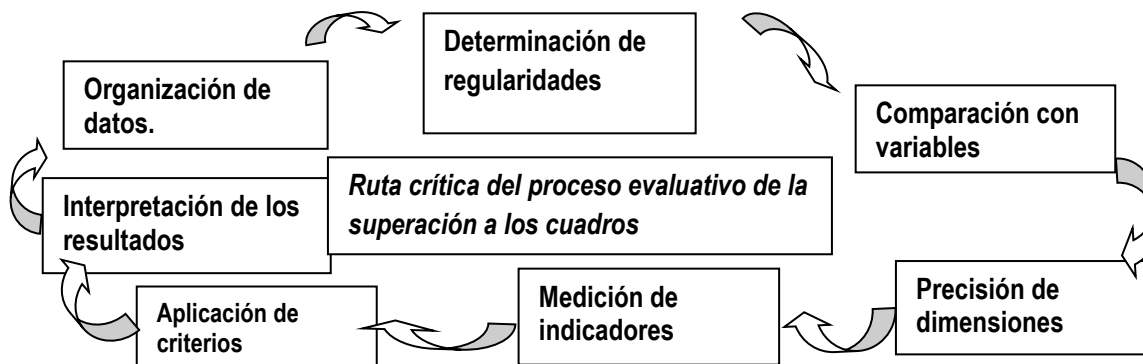 Determinación de
regularidades
Organización de
datos.
Comparación con
variables
Ruta crítica del proceso evaluativo de la
superación a los cuadros
Interpretación de los
resultados
Precisión de
dimensiones
Medición de
indicadores
Aplicación de
criterios